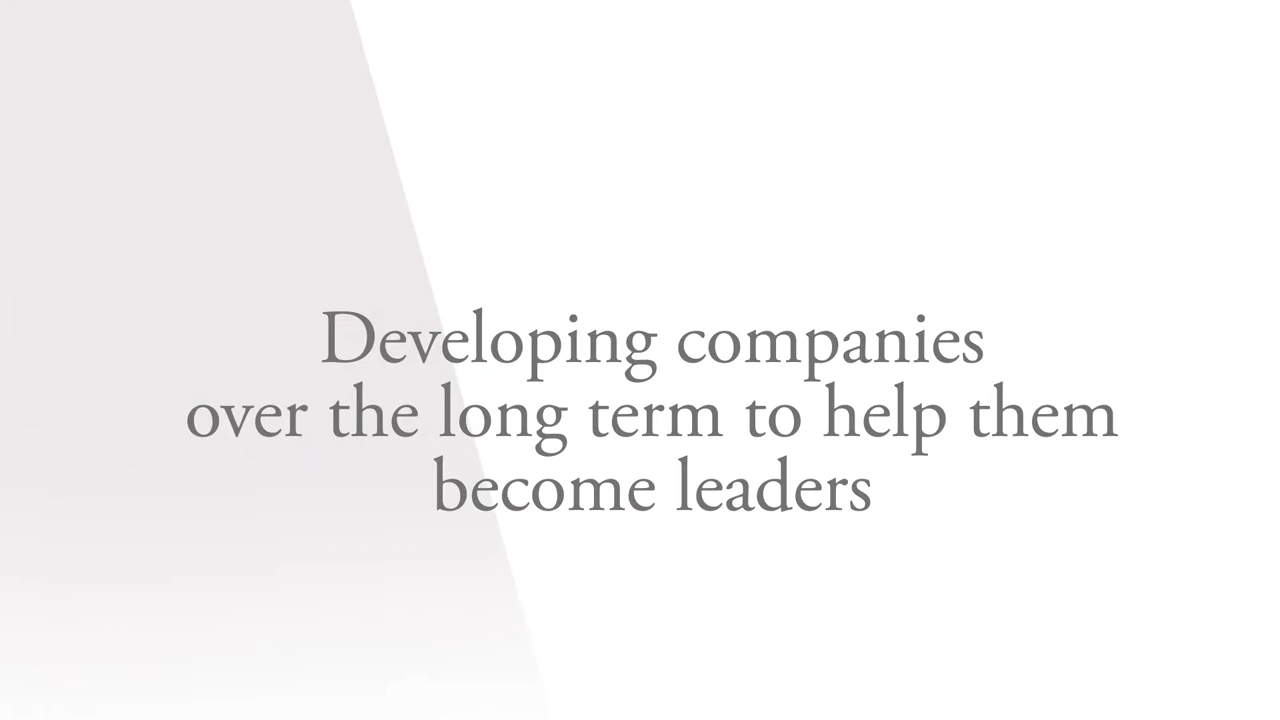 Developing companies
over the long term to help them
become leaders